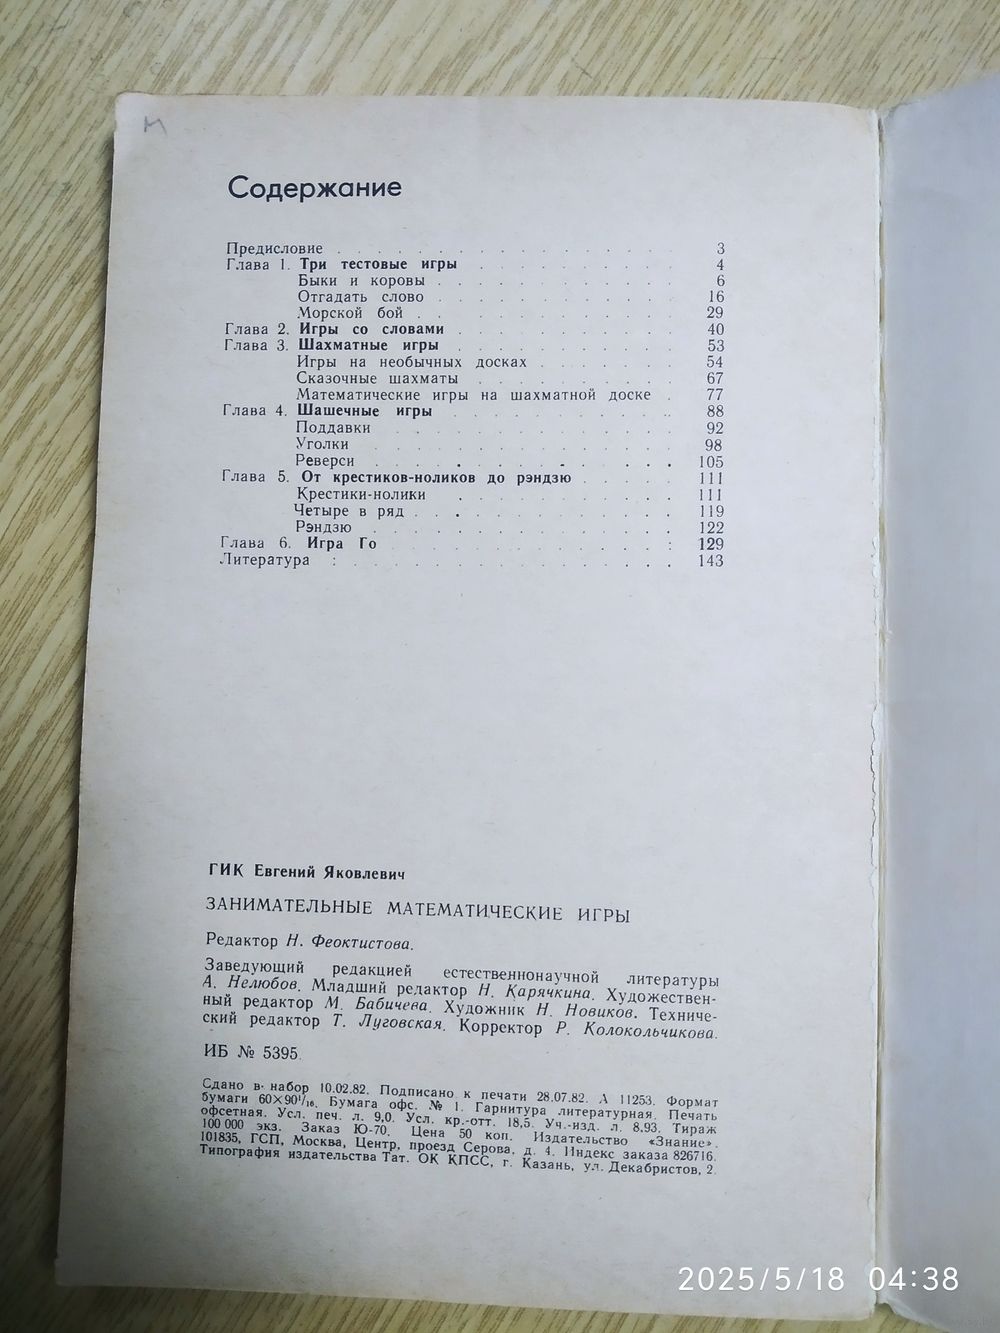 м
Содержание
Предисловие . . . . . . . . . . . . . . 3
Глава 1. Три тестовые игры . . . . . . . . . . 4
Быки и коровы . . . . . . . . . . . 6
Отгадать слово . . . . . . . . . . . 16
Морской бой . . . . . . . . . . . 29
Глава 2. Игры со словами . . . . . . . . . . 40
Глава 3. Шахматные игры . . . . . . . . . . 53
Игры на необычных досках . . . . . . 54
Сказочные шахматы . . . . . . . . . 67
Математические игры на шахматной доске . 77
Глава 4. Шашечные игры . . . . . . . . . . 88
Поддавки . . . . . . . . . . . . 92
Уголки . . . . . . . . . . . . . 98
Реверси . . . . . . . . . . . . . 105
Глава 5. От крестиков-ноликов до рэндзю . . . . . 111
Крестики-нолики . . . . . . . . . . 111
Четыре в ряд . . . . . . . . . . . 119
Рэндзю . . . . . . . . . . . . . 122
Глава 6. Игра Го . . . . . . . . . . . . . 129
Литература . . . . . . . . . . . . . . . 143
ГИК Евгений Яковлевич
ЗАНИМАТЕЛЬНЫЕ МАТЕМАТИЧЕСКИЕ ИГРЫ
Редактор Н. Феоктистова.
Заведующий редакцией естественнонаучной литературы
А. Нелюбов. Младший редактор Н. Карячкина. Художествен-
ный редактор М. Бабичева. Художник Н. Новиков. Техниче-
ский редактор Т. Луговская. Корректор Р. Колокольчикова.
ИБ № 5395
Сдано в набор 10.02.82. Подписано к печати 28.07.82. А 11253. Формат
бумаги 60×90¹/₁₆. Бумага офс. № 1. Гарнитура литературная. Печать
офсетная. Усл. печ. л. 9,0. Усл. кр.-отт. 18,5. Уч.-изд. л. 8,93. Тираж
100 000 экз. Заказ Ю-70. Цена 50 коп. Издательство «Знание».
101835, ГСП, Москва, Центр, проезд Серова, д. 4. Индекс заказа 826716.
Типография издательства Тат. ОК КПСС, г. Казань, ул. Декабристов, 2.
2025/5/18 04:38